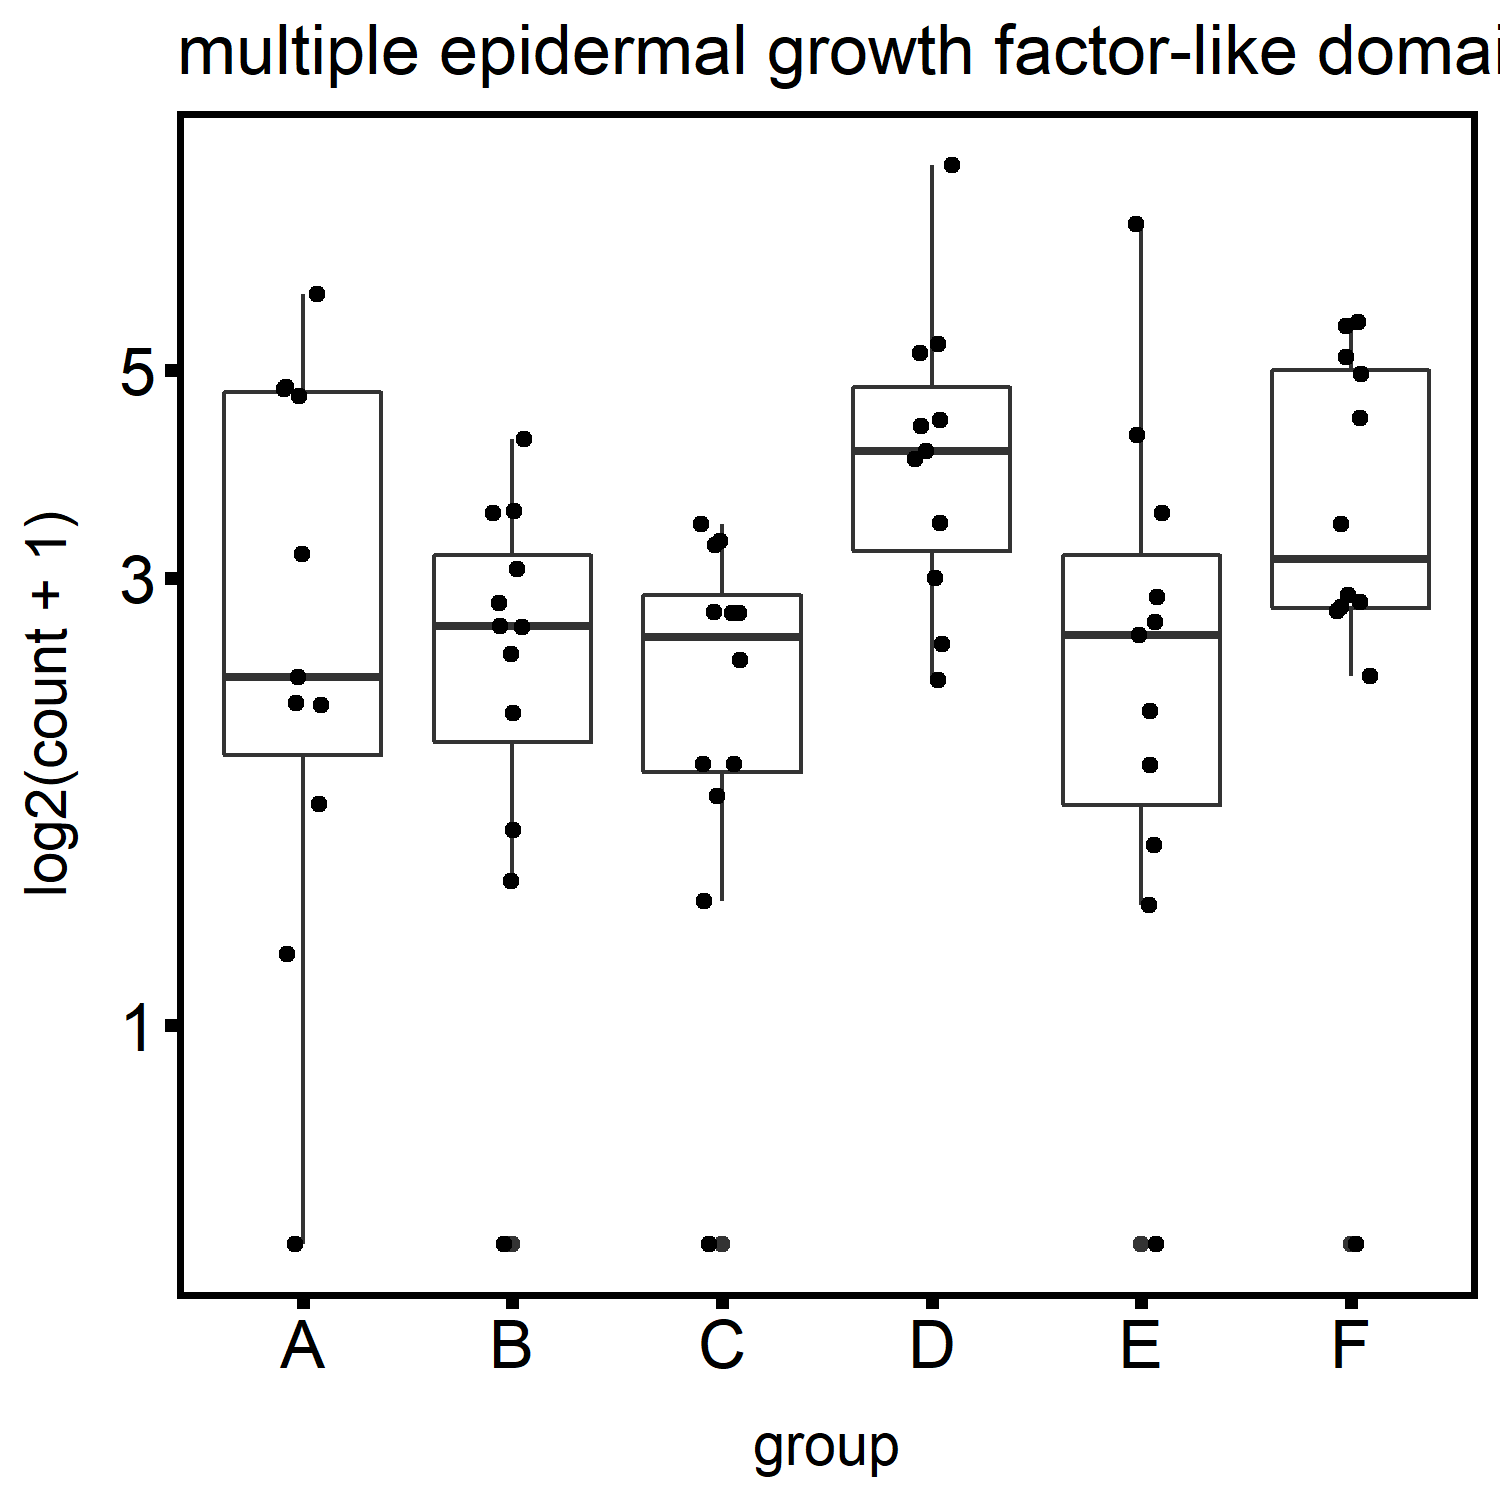 multiple epidermal growth factor-like domai
log2(count + 1)
5
3
1
A B C D E F
group